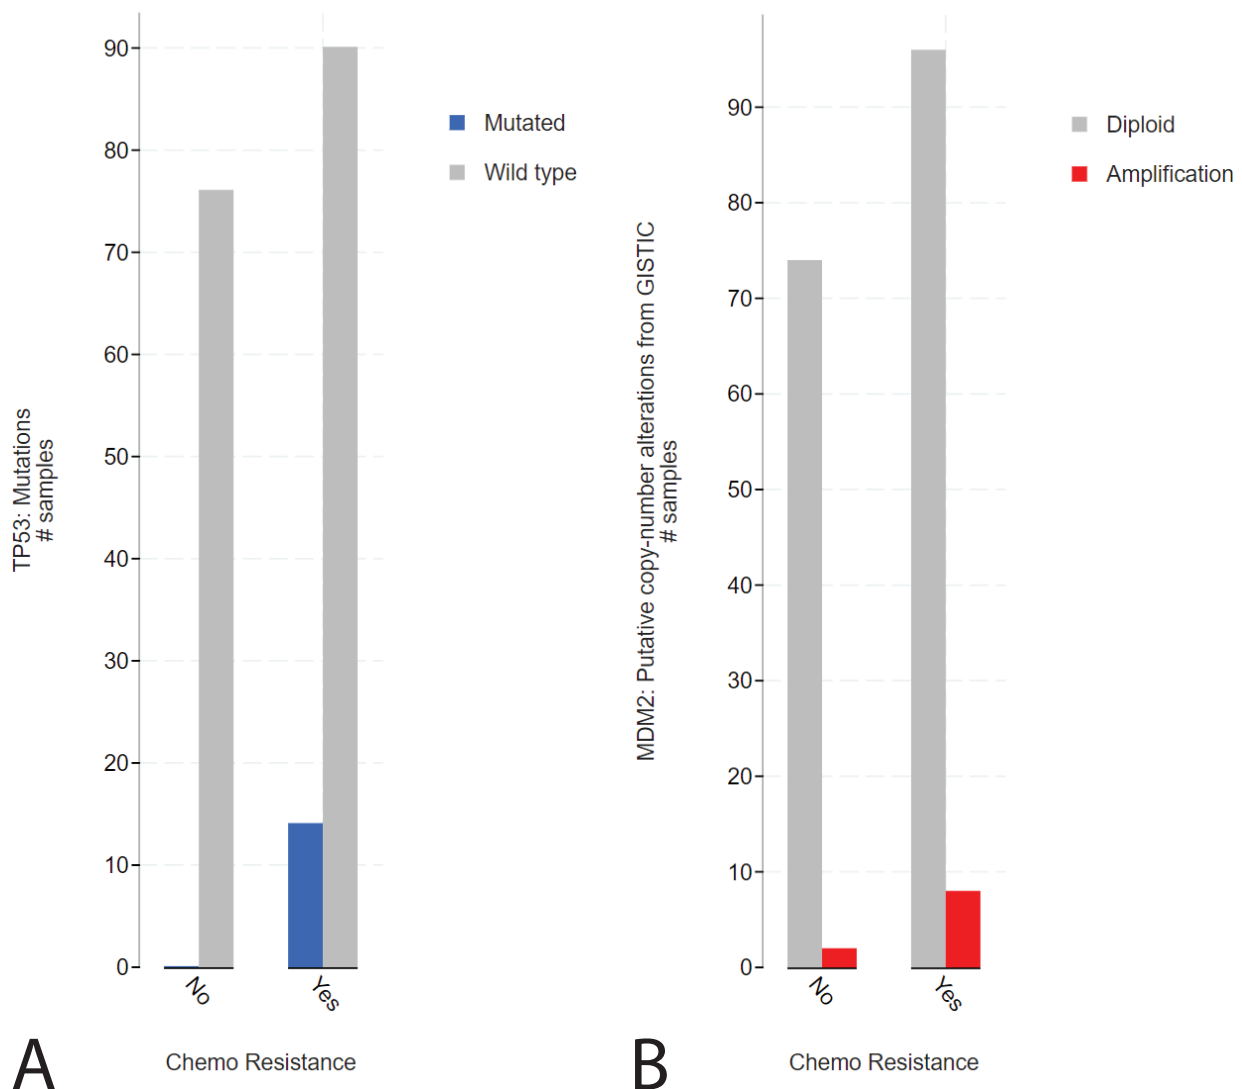 TP53: Mutations
# samples
90
80
70
60
50
40
30
20
10
0
No
Yes
Chemo Resistance
Mutated
Wild type
A
MDM2: Putative copy-number alterations from GISTIC
# samples
90
80
70
60
50
40
30
20
10
0
No
Yes
Chemo Resistance
Diploid
Amplification
B